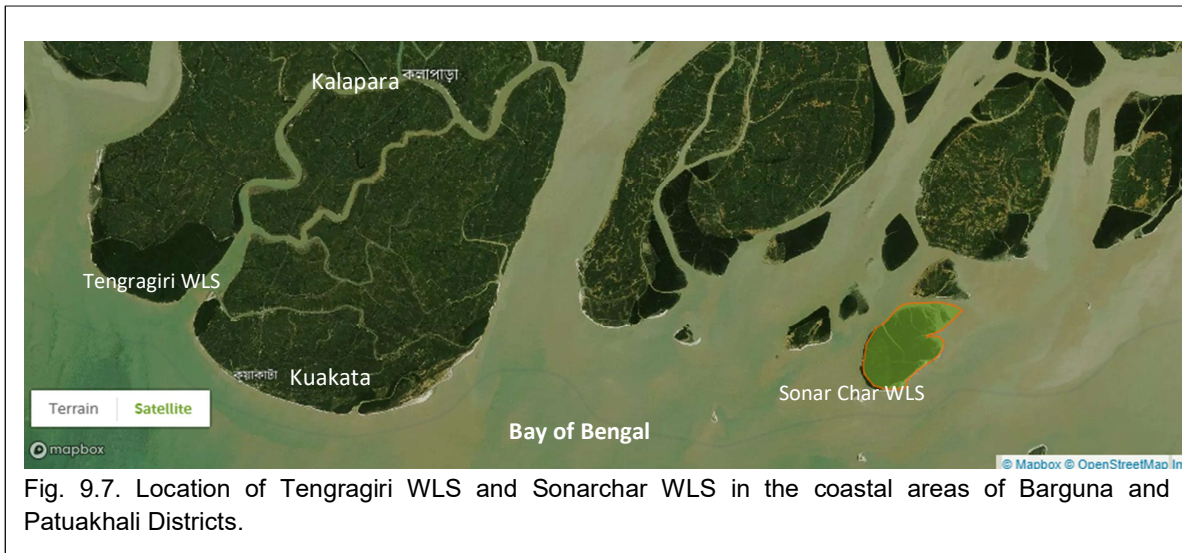 Kalapara
কলাপাড়া
Tengragiri WLS
কুয়াকাটা
Kuakata
Sonar Char WLS
Terrain
Satellite
Bay of Bengal
mapbox
© Mapbox © OpenStreetMap Im
Fig. 9.7. Location of Tengragiri WLS and Sonarchar WLS in the coastal areas of Barguna and
Patuakhali Districts.